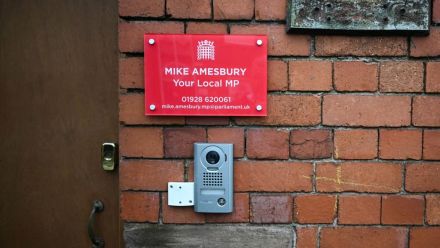 MIKE AMESBURY
Your Local MP
01928 620061
mike.amesbury.mp@parliament.uk